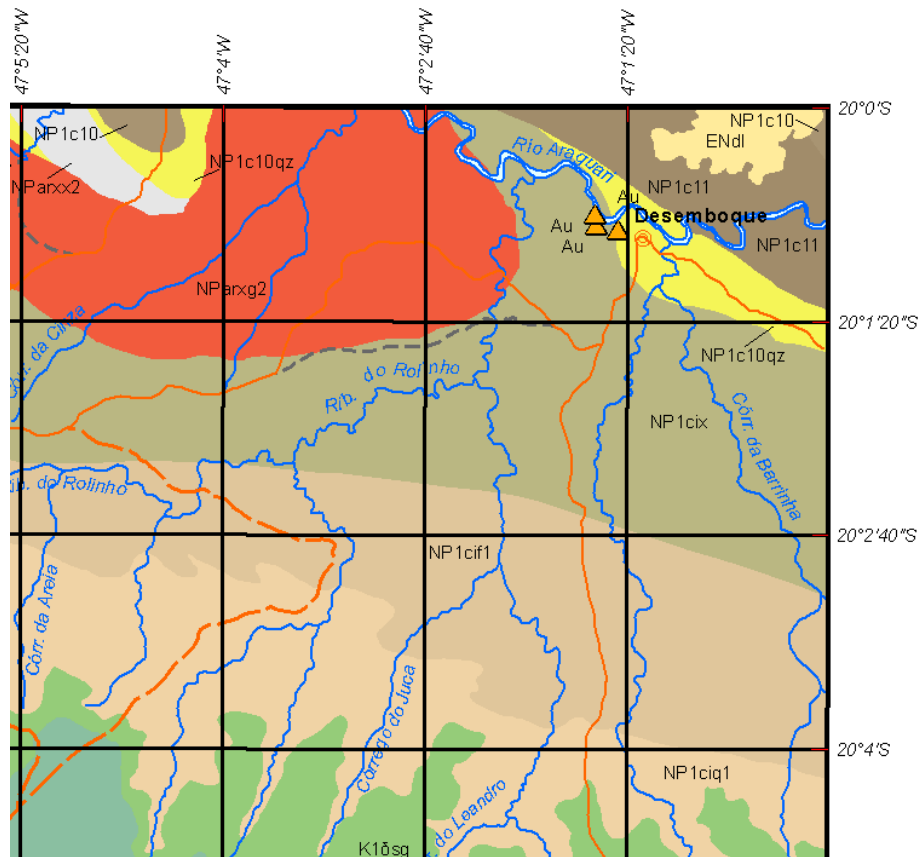 47°5'20"W
47°4'W
47°2'40"W
47°1'20"W
20°0'S
NP1c10
NP1c10
ENdl
Rio Araguari
NP1c10qz
NParxx2
NP1c11
Au
Desemboque
Au
Au
NP1c11
NParxg2
20°1'20"S
Córr. da Cinza
NP1c10qz
Rib. do Rolinho
NP1cix
Córr. da Barrinha
Rib. do Rolinho
20°2'40"S
NP1cif1
Córr. da Areia
Córrego do Juca
20°4'S
NP1ciq1
do Leandro
K1δsg